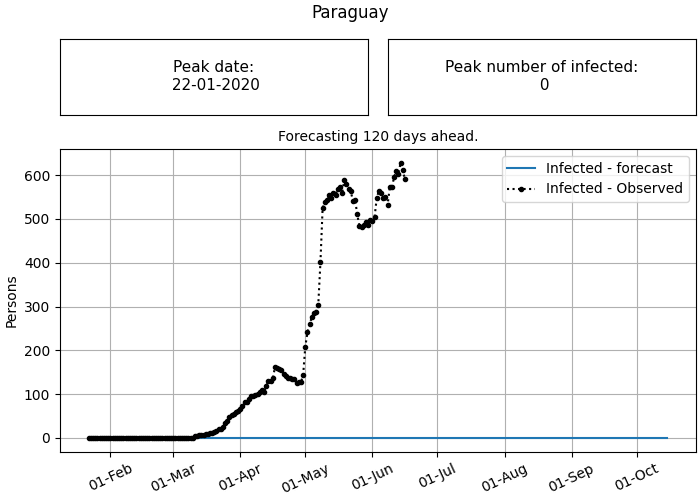 Paraguay
Peak date:
22-01-2020
Peak number of infected:
0
Forecasting 120 days ahead.
Infected - forecast
Infected - Observed
Persons
600
500
400
300
200
100
0
01-Feb
01-Mar
01-Apr
01-May
01-Jun
01-Jul
01-Aug
01-Sep
01-Oct